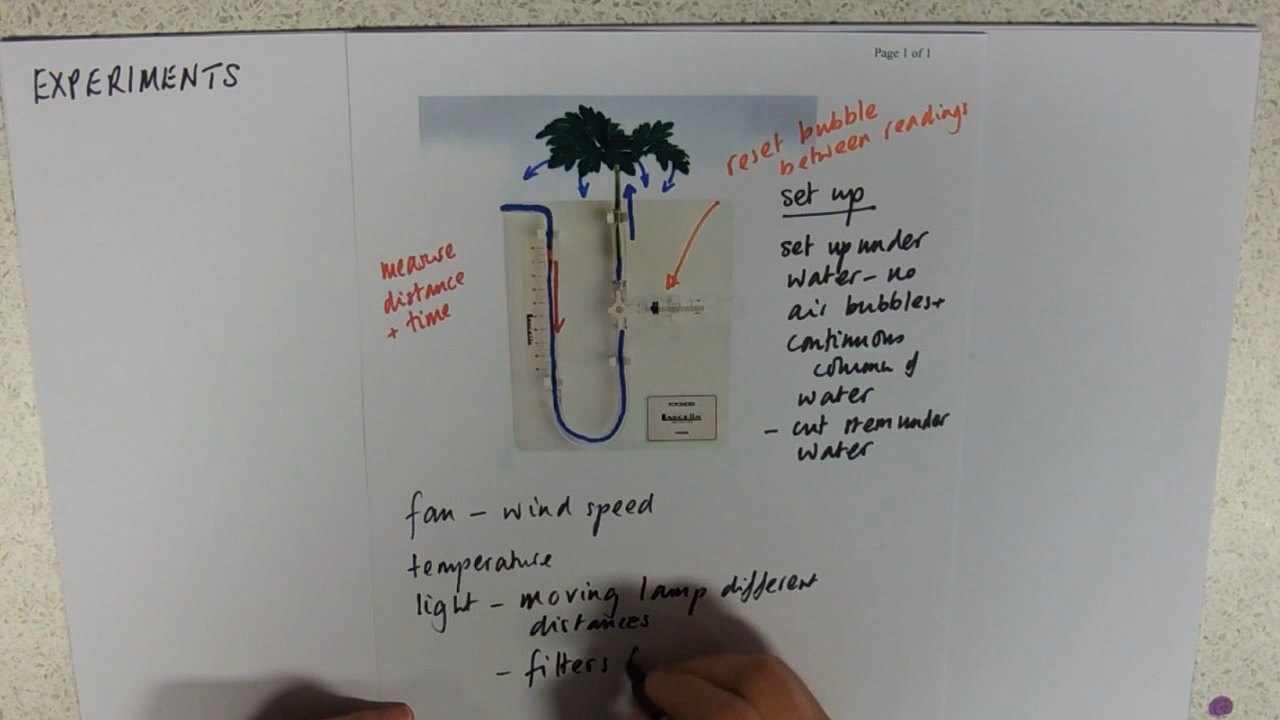 Page 1 of 1
EXPERIMENTS
reset bubble
between readings
set up
set up under
water - no
air bubbles +
continuous
column of
water
- cut stem under
water
measure
distance
+ time
POTOMETER
fan - wind speed
temperature
light - moving lamp different
distances
- filters